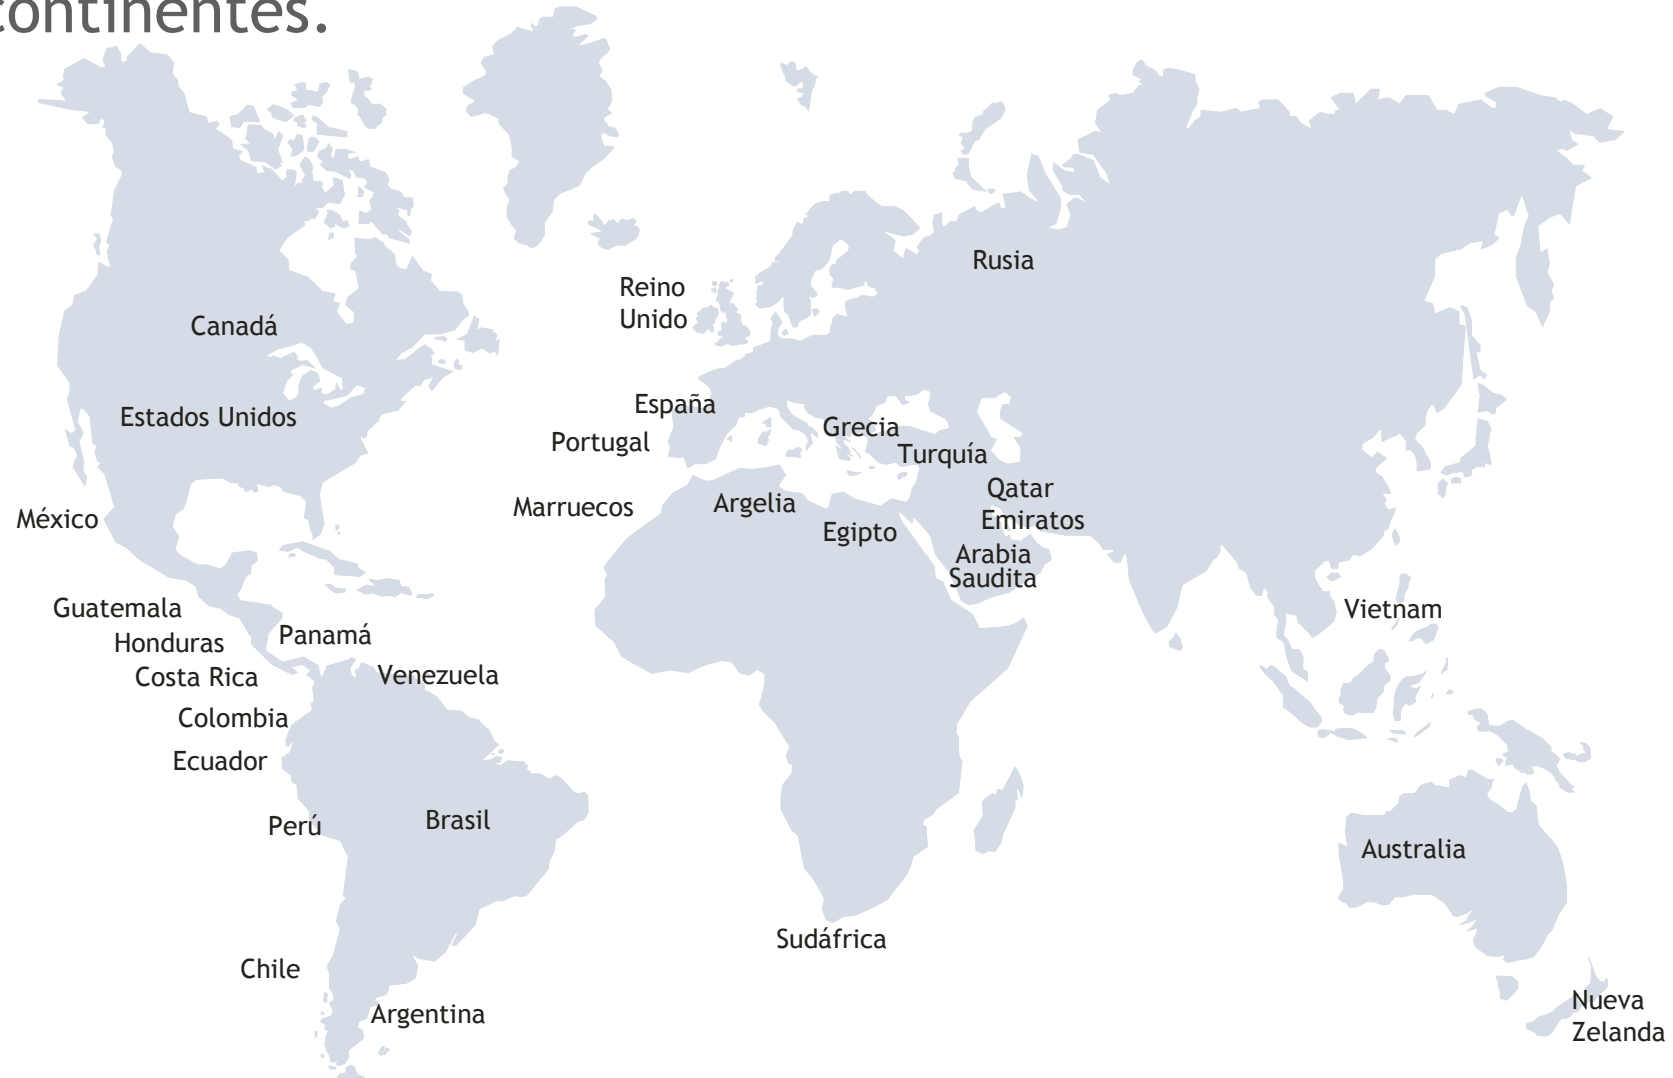 continentes.
Rusia
Reino
Unido
Canadá
España
Estados Unidos
Grecia
Portugal
Turquía
Qatar
Argelia
Marruecos
México
Emiratos
Egipto
Arabia
Saudita
Guatemala
Vietnam
Panamá
Honduras
Venezuela
Costa Rica
Colombia
Ecuador
Brasil
Perú
Australia
Sudáfrica
Chile
Nueva
Zelanda
Argentina